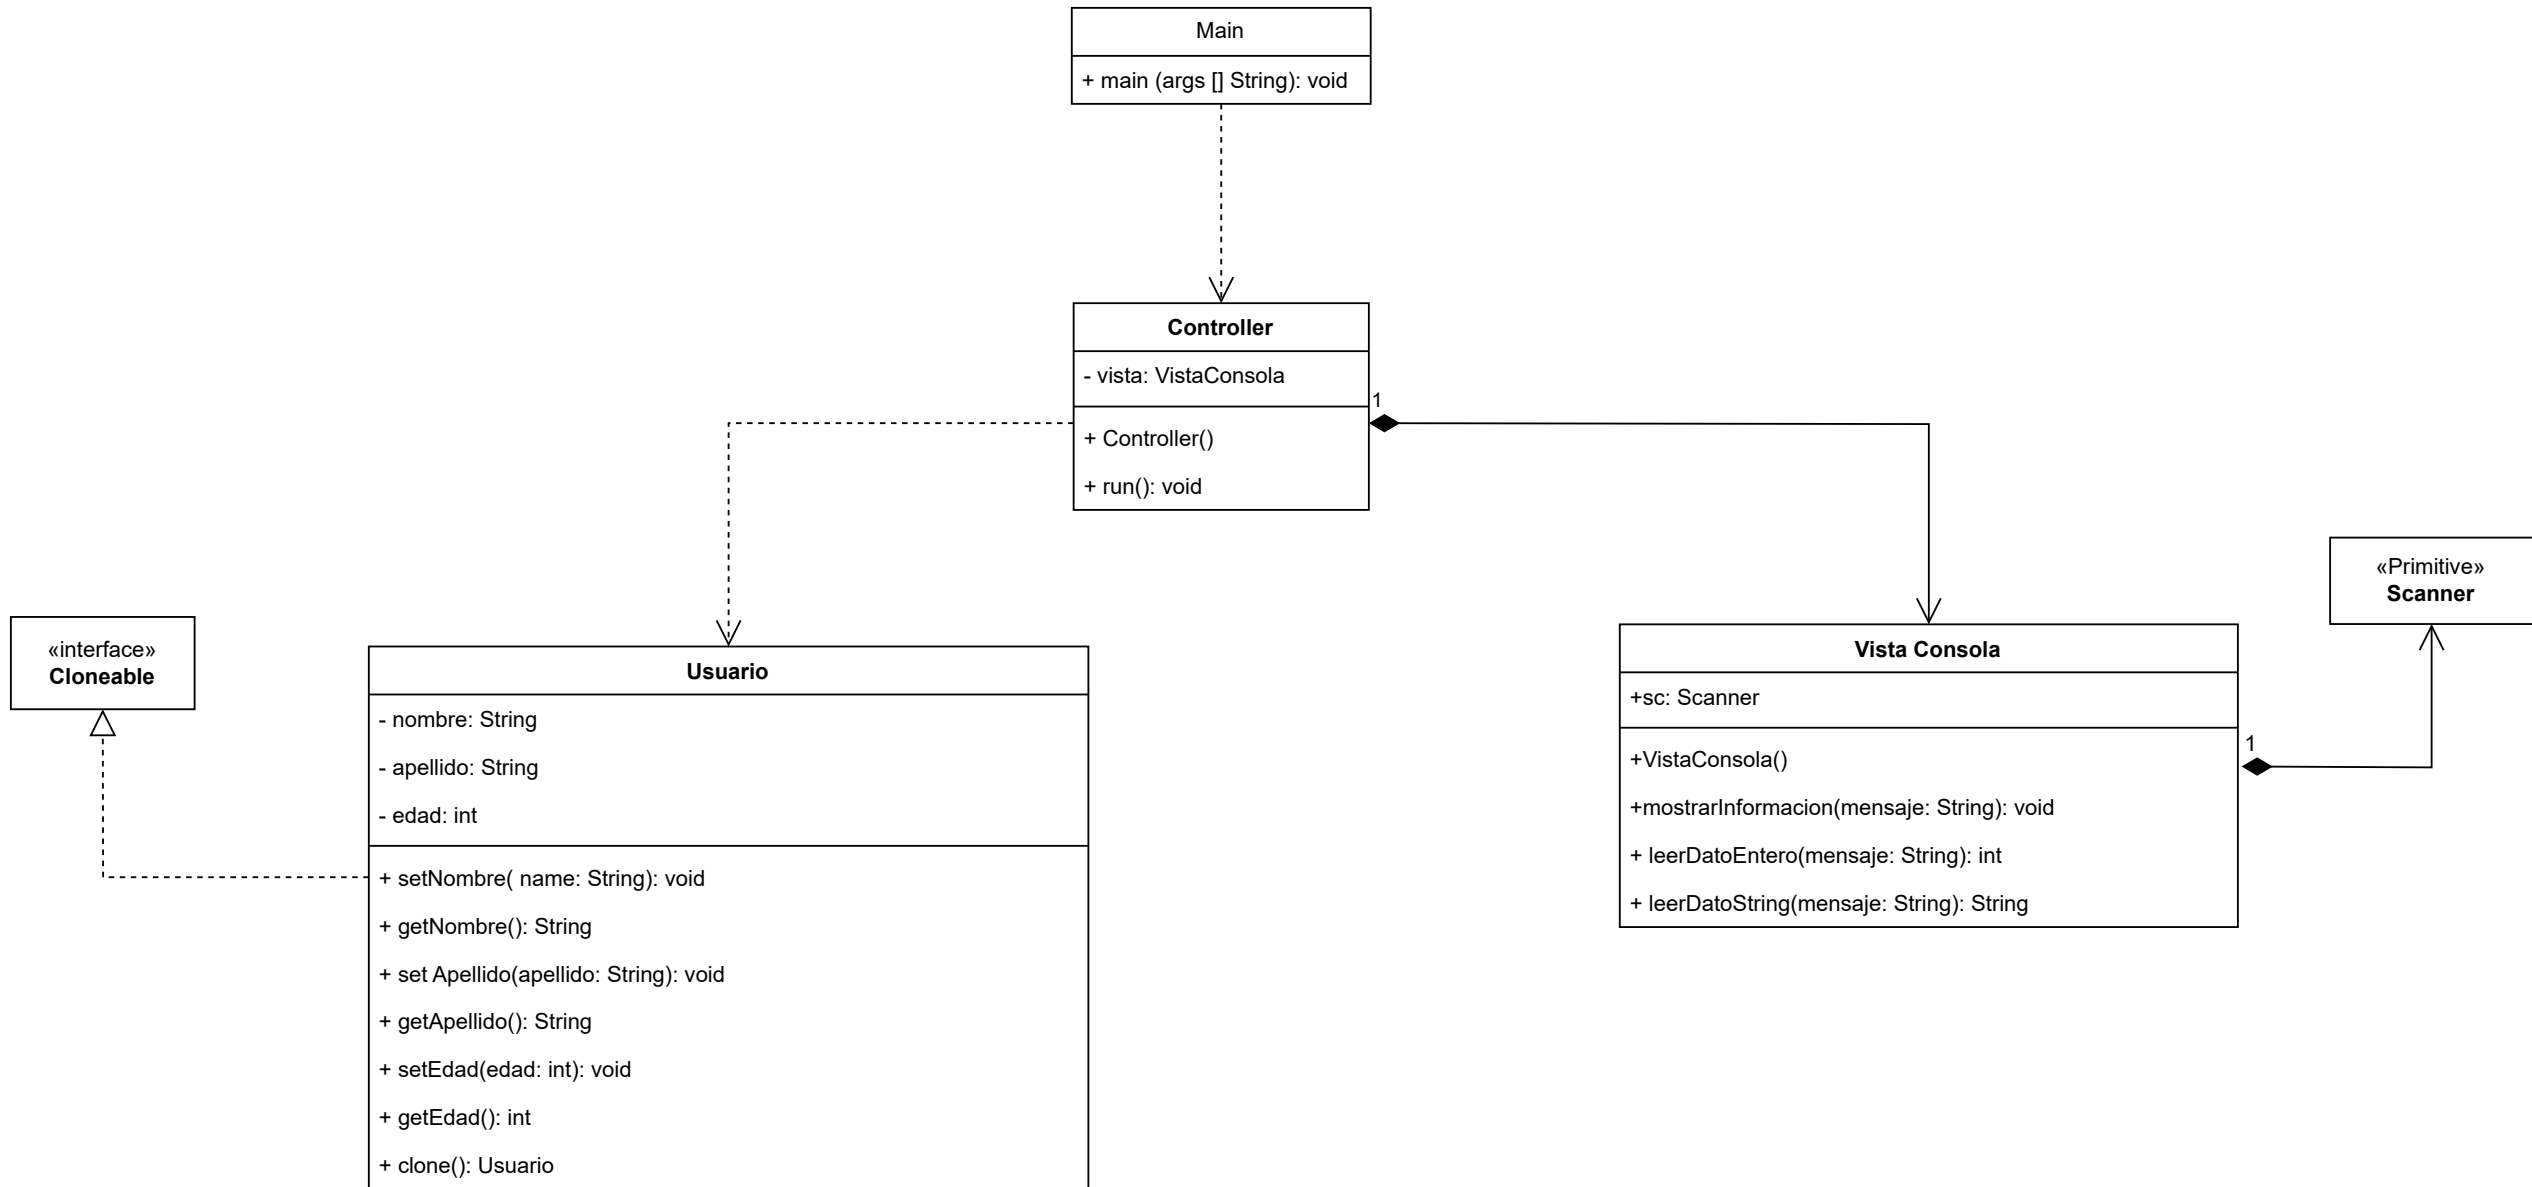 Main
+ main (args [] String): void
Controller
- vista: VistaConsola
1
+ Controller()
+ run(): void
«Primitive»
Scanner
«interface»
Cloneable
Usuario
- nombre: String
- apellido: String
- edad: int
+ setNombre( name: String): void
+ getNombre(): String
+ set Apellido(apellido: String): void
+ getApellido(): String
+ setEdad(edad: int): void
+ getEdad(): int
+ clone(): Usuario
Vista Consola
+sc: Scanner
1
+VistaConsola()
+mostrarInformacion(mensaje: String): void
+ leerDatoEntero(mensaje: String): int
+ leerDatoString(mensaje: String): String